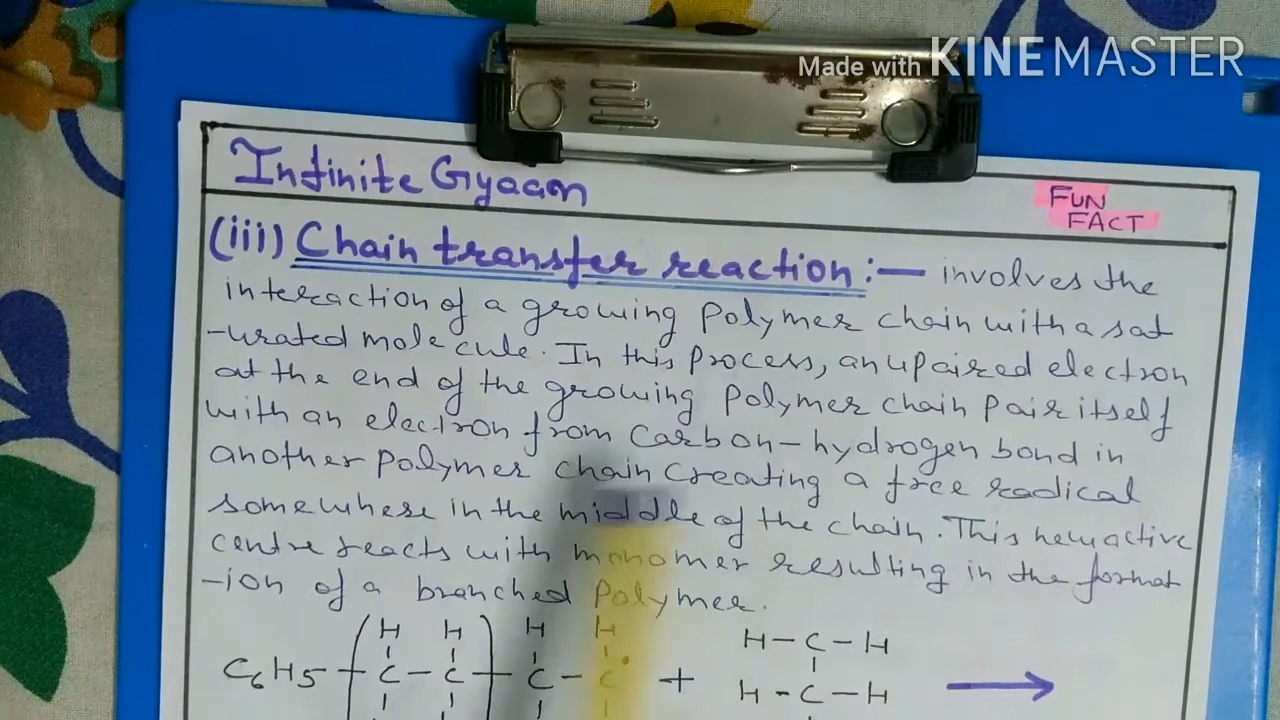 Made with KINEMASTER
Infinite Gyaan
FUN
FACT
(iii) Chain transfer reaction :— involves the
interaction of a growing polymer chain with a sat
-urated molecule. In this process, an upaired electron
at the end of the growing polymer chain pair itself
with an electron from carbon-hydrogen bond in
another polymer chain creating a free radical
somewhere in the middle of the chain. This new active
centre reacts with monomer resulting in the format
-ion of a branched polymer.
H H H H H-C-H
C6H5-(C-C)-C-C• + H-C-H →